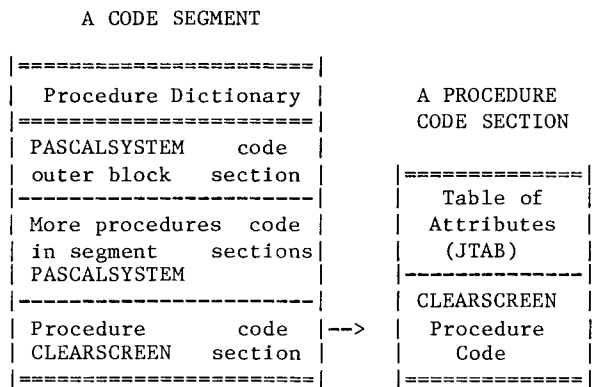 A CODE SEGMENT
Procedure Dictionary
PASCALSYSTEM code
outer block section
More procedures code
in segment sections
PASCALSYSTEM
Procedure code
CLEARSCREEN section
-->
A PROCEDURE
CODE SECTION
Table of
Attributes
(JTAB)
CLEARSCREEN
Procedure
Code